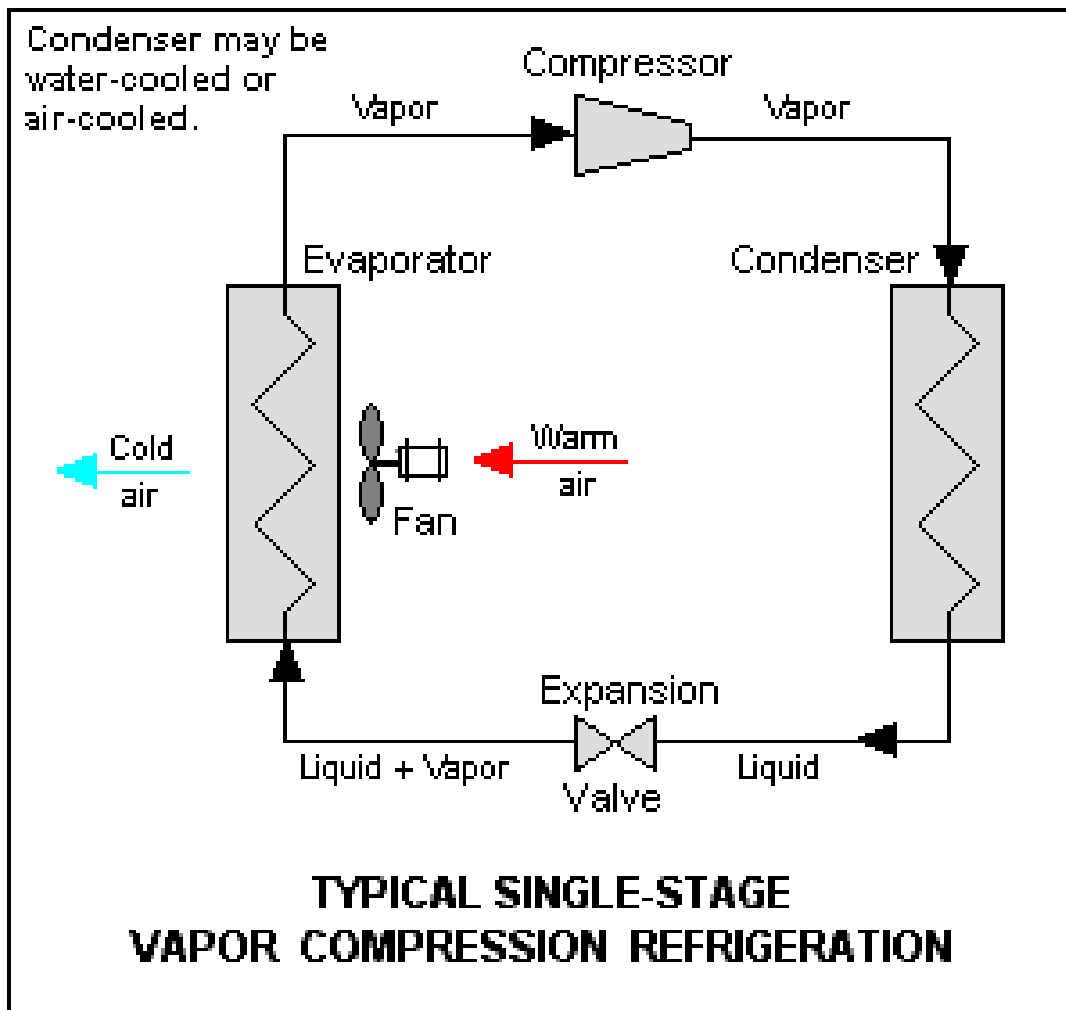 Condenser may be
water-cooled or
air-cooled.
Compressor
Vapor
Vapor
Evaporator
Condenser
Cold
air
Warm
air
Fan
Expansion
Valve
Liquid + Vapor
Liquid
TYPICAL SINGLE-STAGE
VAPOR COMPRESSION REFRIGERATION